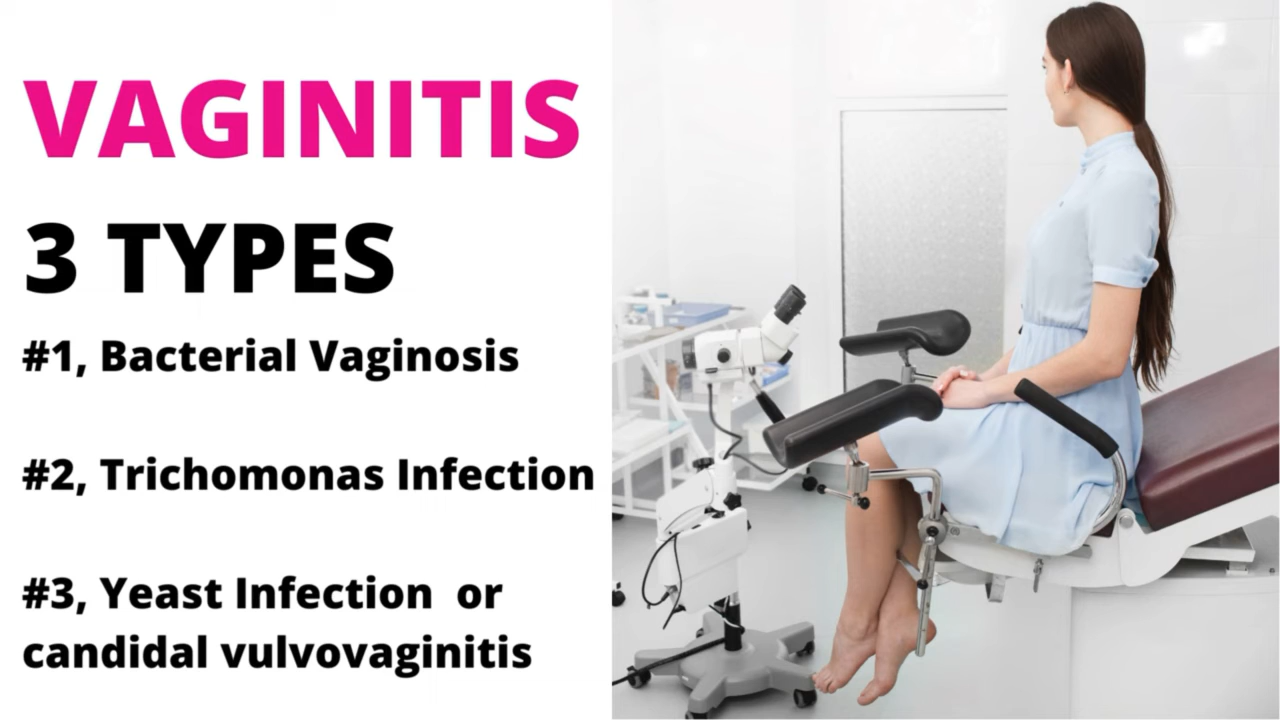 VAGINITIS
3 TYPES
#1, Bacterial Vaginosis
#2, Trichomonas Infection
#3, Yeast Infection or
candidal vulvovaginitis